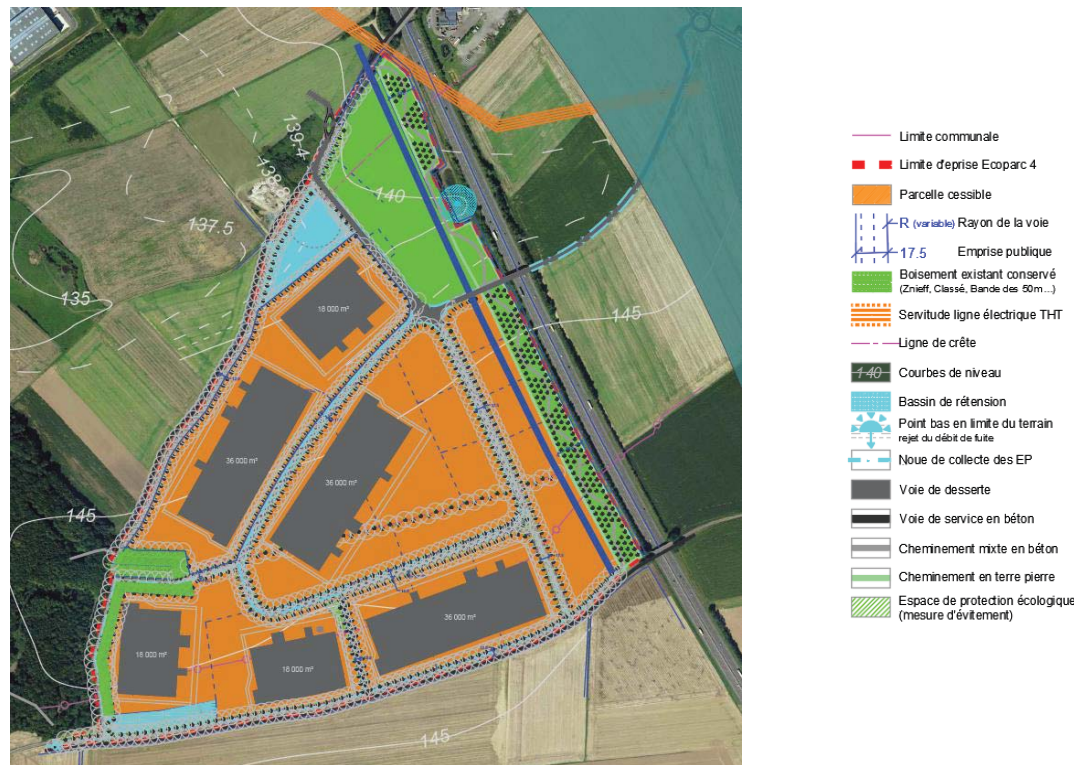 139.4
138.8
140
137.5
135
145
18 000 m²
36 000 m²
36 000 m²
145
36 000 m²
18 000 m²
18 000 m²
145
Limite communale
Limite d'eprise Ecoparc 4
Parcelle cessible
R (variable) Rayon de la voie
17.5 Emprise publique
Boisement existant conservé
(Znieff, Classé, Bande des 50m...)
Servitude ligne électrique THT
Ligne de crête
140 Courbes de niveau
Bassin de rétension
Point bas en limite du terrain
rejet du débit de fuite
Noue de collecte des EP
Voie de desserte
Voie de service en béton
Cheminement mixte en béton
Cheminement en terre pierre
Espace de protection écologique
(mesure d'évitement)